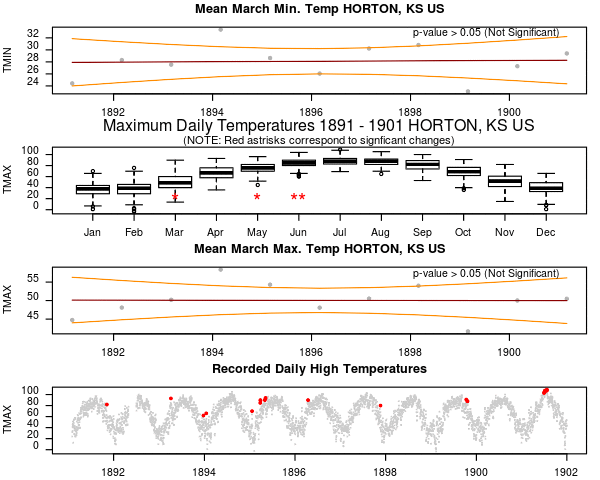 Mean March Min. Temp HORTON, KS US
p-value > 0.05 (Not Significant)
TMIN
32
30
28
26
24
1892 1894 1896 1898 1900
Maximum Daily Temperatures 1891 - 1901 HORTON, KS US
(NOTE: Red astrisks correspond to signficant changes)
TMAX
100
80
60
40
20
0
* * **
Jan Feb Mar Apr May Jun Jul Aug Sep Oct Nov Dec
Mean March Max. Temp HORTON, KS US
p-value > 0.05 (Not Significant)
TMAX
55
50
45
1892 1894 1896 1898 1900
Recorded Daily High Temperatures
TMAX
100
80
60
40
20
0
1892 1894 1896 1898 1900 1902